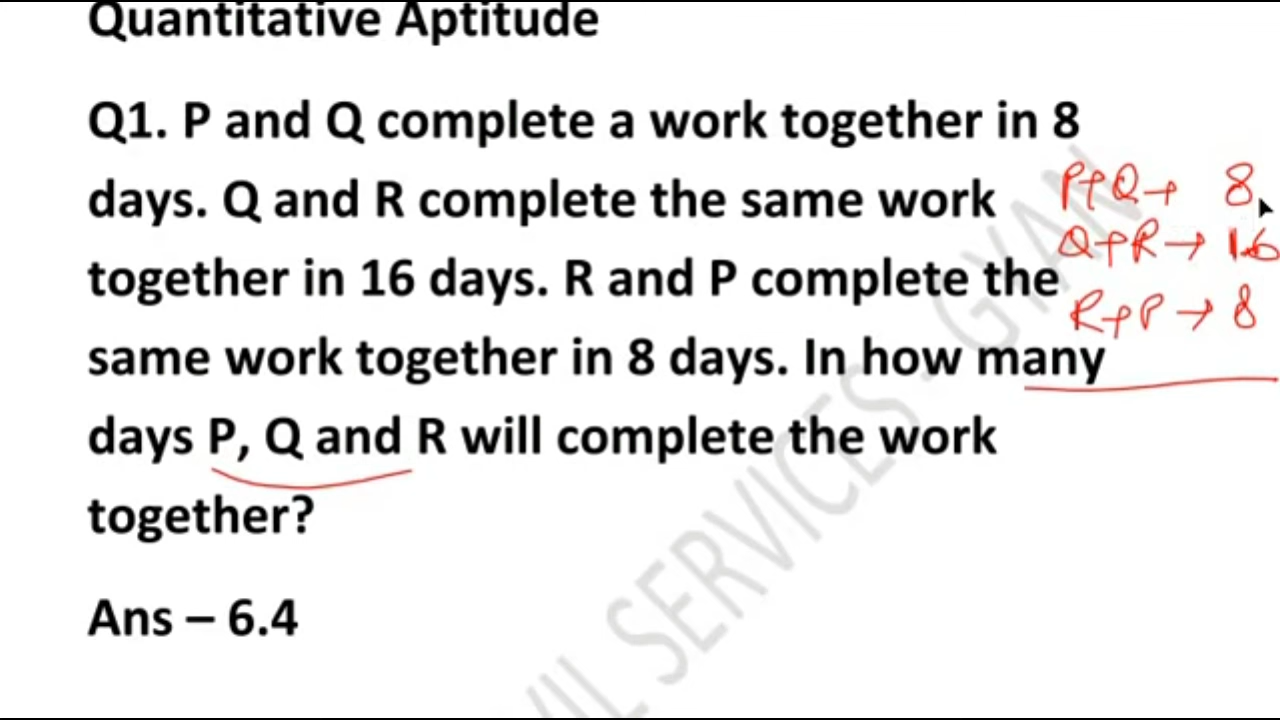 Quantitative Aptitude
Q1. P and Q complete a work together in 8
days. Q and R complete the same work
together in 16 days. R and P complete the
same work together in 8 days. In how many
days P, Q and R will complete the work
together?
Ans – 6.4
P+Q → 8
Q+R → 16
R+P → 8
SERVICES - GYAN